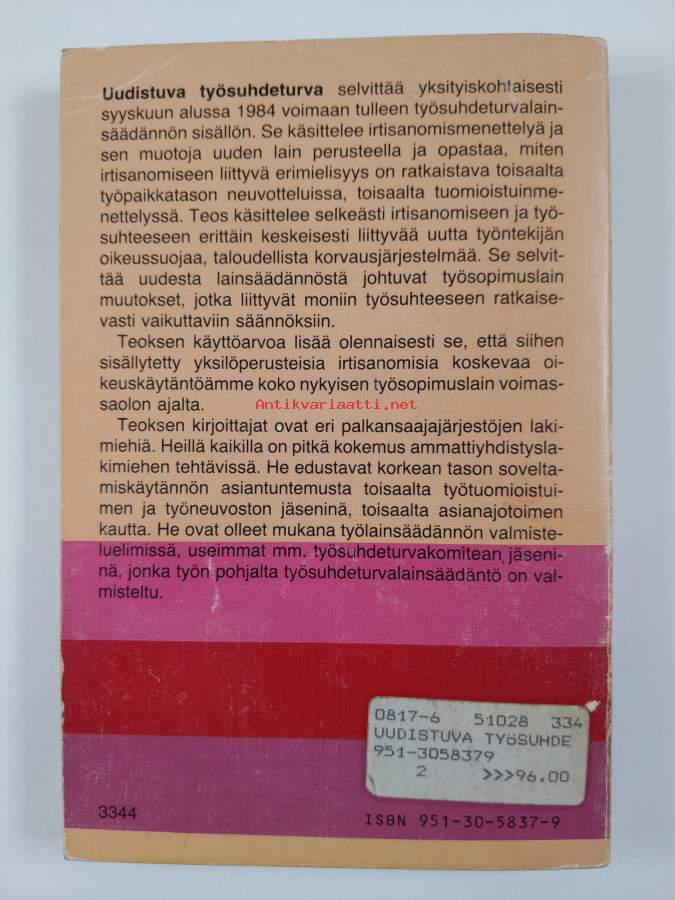 Uudistuva työsuhdeturva selvittää yksityiskohtaisesti
syyskuun alussa 1984 voimaan tulleen työsuhdeturvalain-
säädännön sisällön. Se käsittelee irtisanomismenettelyä ja
sen muotoja uuden lain perusteella ja opastaa, miten
irtisanomiseen liittyvä erimielisyys on ratkaistava toisaalta
työpaikkatason neuvotteluissa, toisaalta tuomioistuinme-
nettelyssä. Teos käsittelee selkeästi irtisanomiseen ja työ-
suhteeseen erittäin keskeisesti liittyvää uutta työntekijän
oikeussuojaa, taloudellista korvausjärjestelmää. Se selvit-
tää uudesta lainsäädännöstä johtuvat työsopimuslain
muutokset, jotka liittyvät moniin työsuhteeseen ratkaise-
vasti vaikuttaviin säännöksiin.
Teoksen käyttöarvoa lisää olennaisesti se, että siihen
sisällytetty yksilöperusteisia irtisanomisia koskevaa oi-
keuskäytäntöämme koko nykyisen työsopimuslain voimas-
saolon ajalta.
Antikvariaatti.net
Teoksen kirjoittajat ovat eri palkansaajajärjestöjen laki-
miehiä. Heillä kaikilla on pitkä kokemus ammattiyhdistysla-
kimiehen tehtävissä. He edustavat korkean tason sovelta-
miskäytännön asiantuntemusta toisaalta työtuomioistui-
men ja työneuvoston jäseninä, toisaalta asianajotoimen
kautta. He ovat olleet mukana työlainsäädännön valmiste-
luelimissä, useimmat mm. työsuhdeturvakomitean jäseni-
nä, jonka työn pohjalta työsuhdeturvalainsäädäntö on val-
misteltu.
0817-6 51028 334
UUDISTUVA TYÖSUHDE
951-3058379
2 >>>96.00
3344
ISBN 951-30-5837-9